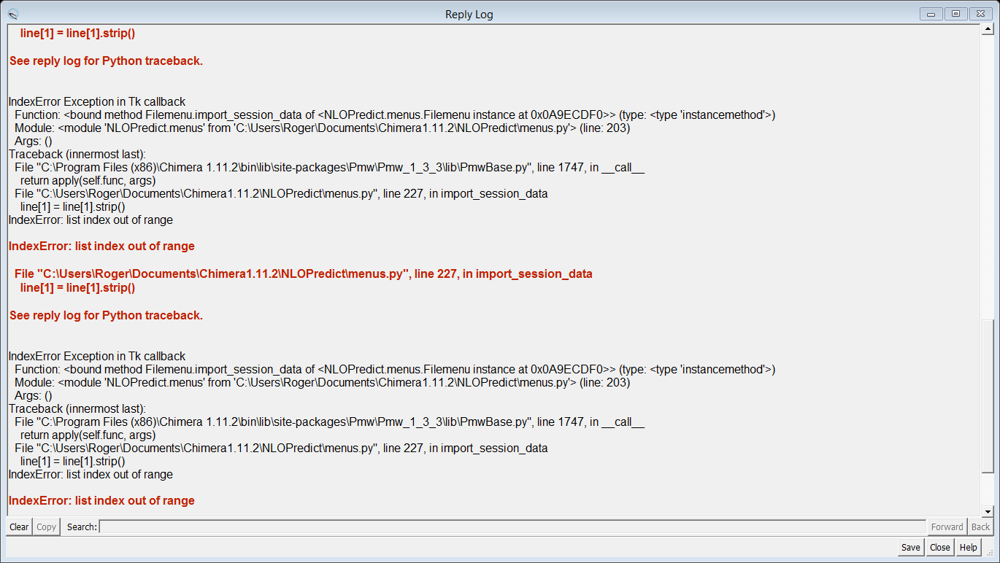 Reply Log
line[1] = line[1].strip()
See reply log for Python traceback.
IndexError Exception in Tk callback
Function: <bound method Filemenu.import_session_data of <NLOPredict.menus.Filemenu instance at 0x0A9ECDF0>> (type: <type 'instancemethod'>)
Module: <module 'NLOPredict.menus' from 'C:\Users\Roger\Documents\Chimera1.11.2\NLOPredict\menus.py'> (line: 203)
Args: ()
Traceback (innermost last):
File "C:\Program Files (x86)\Chimera 1.11.2\bin\lib\site-packages\Pmw\Pmw_1_3_3\lib\PmwBase.py", line 1747, in __call__
return apply(self.func, args)
File "C:\Users\Roger\Documents\Chimera1.11.2\NLOPredict\menus.py", line 227, in import_session_data
line[1] = line[1].strip()
IndexError: list index out of range
IndexError: list index out of range
File "C:\Users\Roger\Documents\Chimera1.11.2\NLOPredict\menus.py", line 227, in import_session_data
line[1] = line[1].strip()
See reply log for Python traceback.
IndexError Exception in Tk callback
Function: <bound method Filemenu.import_session_data of <NLOPredict.menus.Filemenu instance at 0x0A9ECDF0>> (type: <type 'instancemethod'>)
Module: <module 'NLOPredict.menus' from 'C:\Users\Roger\Documents\Chimera1.11.2\NLOPredict\menus.py'> (line: 203)
Args: ()
Traceback (innermost last):
File "C:\Program Files (x86)\Chimera 1.11.2\bin\lib\site-packages\Pmw\Pmw_1_3_3\lib\PmwBase.py", line 1747, in __call__
return apply(self.func, args)
File "C:\Users\Roger\Documents\Chimera1.11.2\NLOPredict\menus.py", line 227, in import_session_data
line[1] = line[1].strip()
IndexError: list index out of range
IndexError: list index out of range
Clear Copy Search: Forward Back
Save Close Help